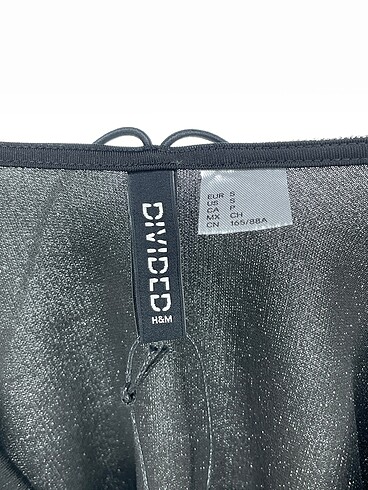 DIVIDED
H&M
EUR S
US S
CA P
MX CH
CN 165/88A